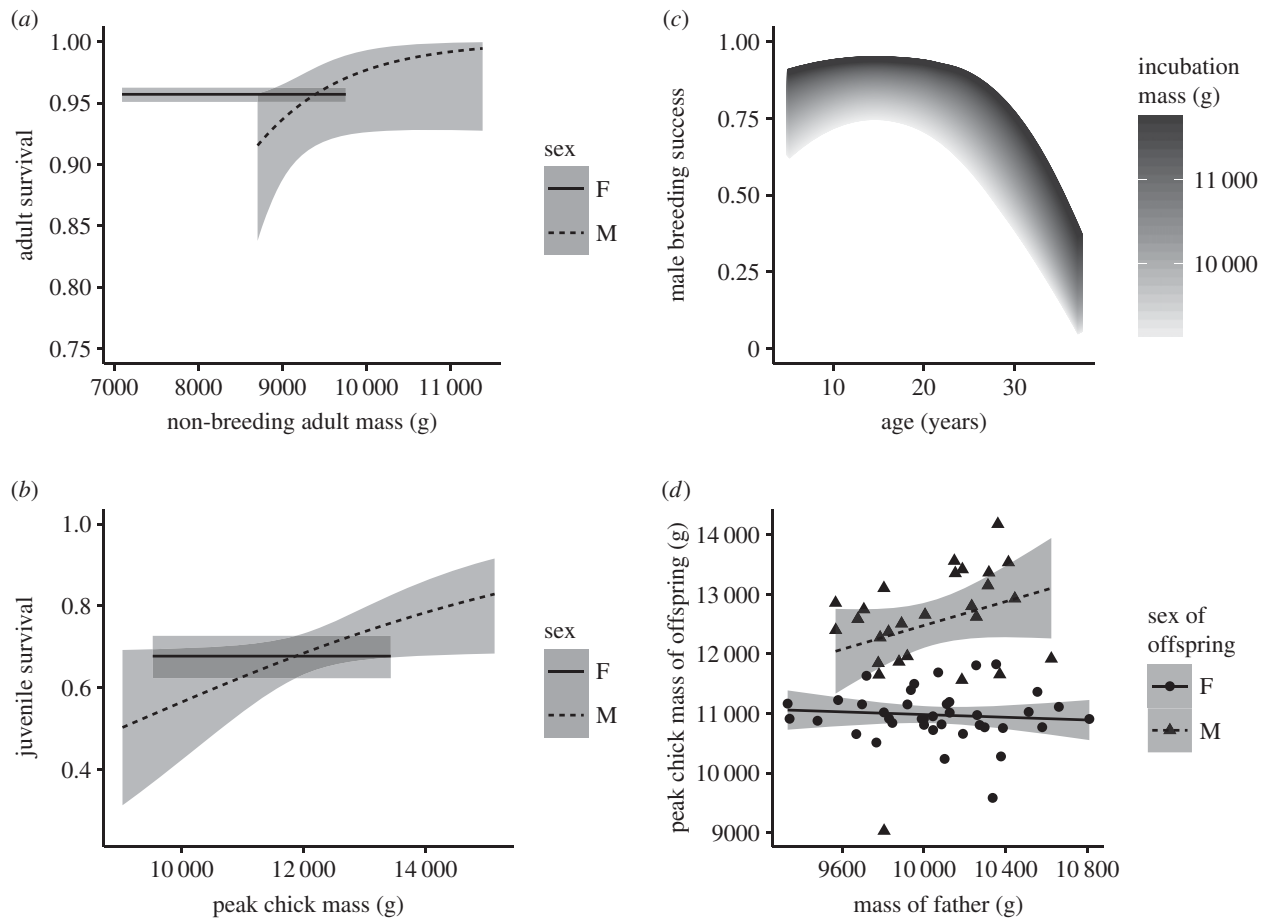 (a)
1.00
0.95
0.90
0.85
0.80
0.75
adult survival
7000 8000 9000 10 000 11 000
non-breeding adult mass (g)
sex
F
M
(c)
1.00
0.75
0.50
0.25
0
male breeding success
10 20 30
age (years)
incubation
mass (g)
11 000
10 000
(b)
1.0
0.8
0.6
0.4
juvenile survival
10 000 12 000 14 000
peak chick mass (g)
sex
F
M
(d)
14 000
13 000
12 000
11 000
10 000
9000
peak chick mass of offspring (g)
9600 10 000 10 400 10 800
mass of father (g)
sex of
offspring
F
M